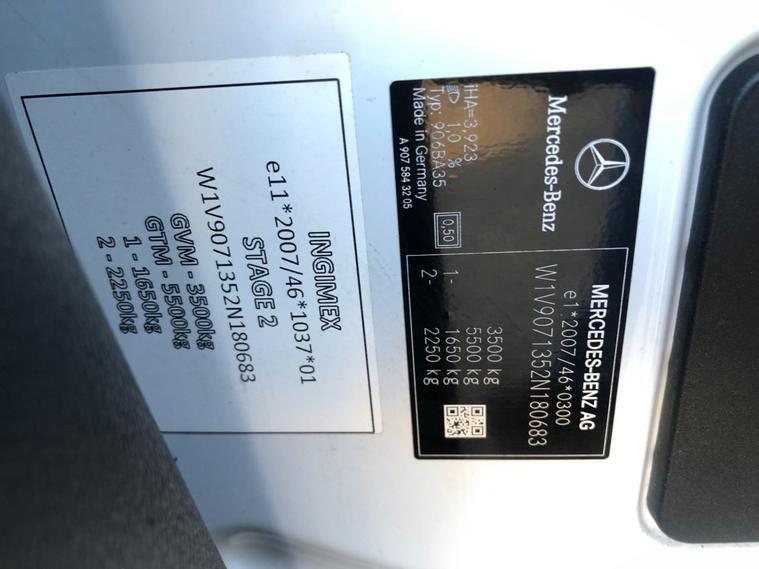 Mercedes-Benz
MERCEDES-BENZ AG
e1*2007/46*0300
W1V9071352N180683
3500 kg
5500 kg
1- 1650 kg
2- 2250 kg
iHA=3,923
1,0 %
Typ: 906BA35
Made in Germany
A 907 584 32 05
0,50
INGIMEX
e11*2007/46*1037*01
STAGE 2
W1V9071352N180683
GVM - 3500kg
GTM - 5500kg
1 - 1650kg
2 - 2250kg